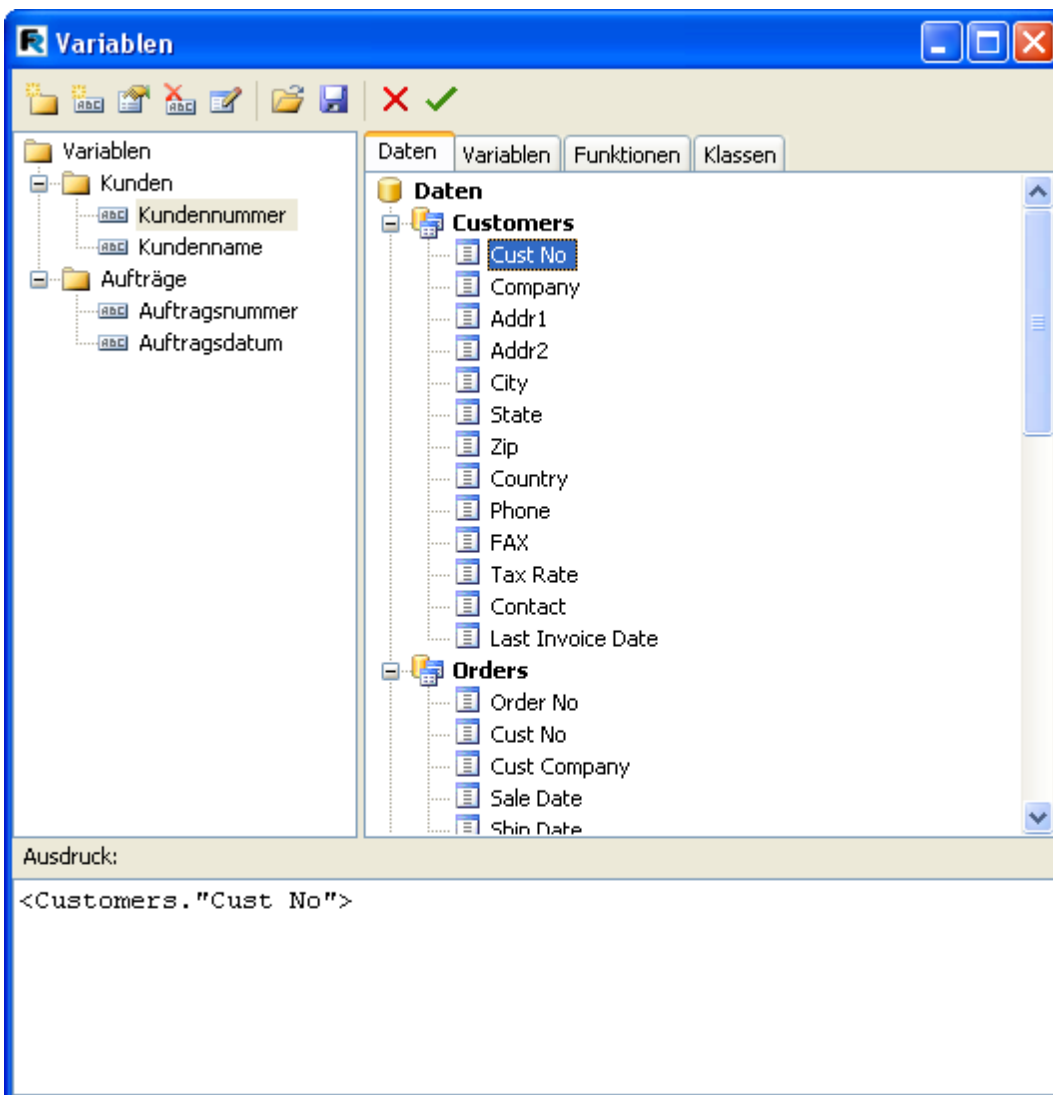 Variablen
Variablen
Kunden
Kundennummer
Kundenname
Aufträge
Auftragsnummer
Auftragsdatum
Daten Variablen Funktionen Klassen
Daten
Customers
Cust No
Company
Addr1
Addr2
City
State
Zip
Country
Phone
FAX
Tax Rate
Contact
Last Invoice Date
Orders
Order No
Cust No
Cust Company
Sale Date
Ship Date
Ausdruck:
<Customers."Cust No">